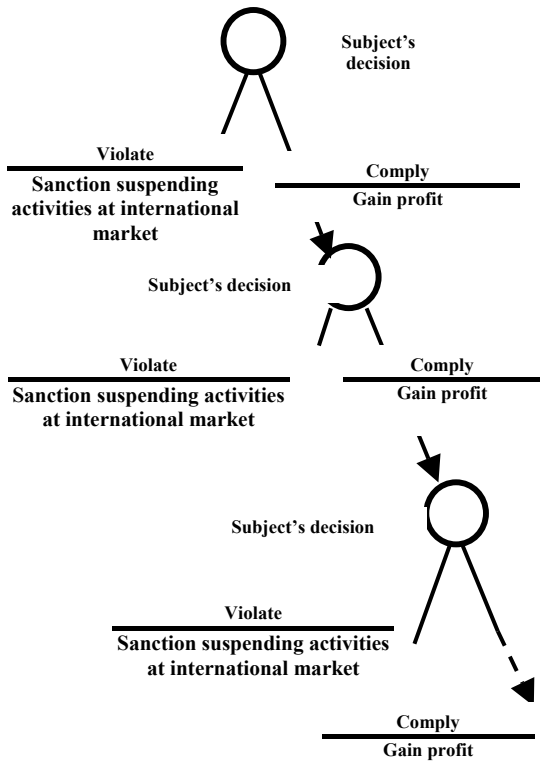 Subject's
decision
Violate
Sanction suspending
activities at international
market
Comply
Gain profit
Subject's decision
Violate
Sanction suspending activities
at international market
Comply
Gain profit
Subject's decision
Violate
Sanction suspending activities
at international market
Comply
Gain profit